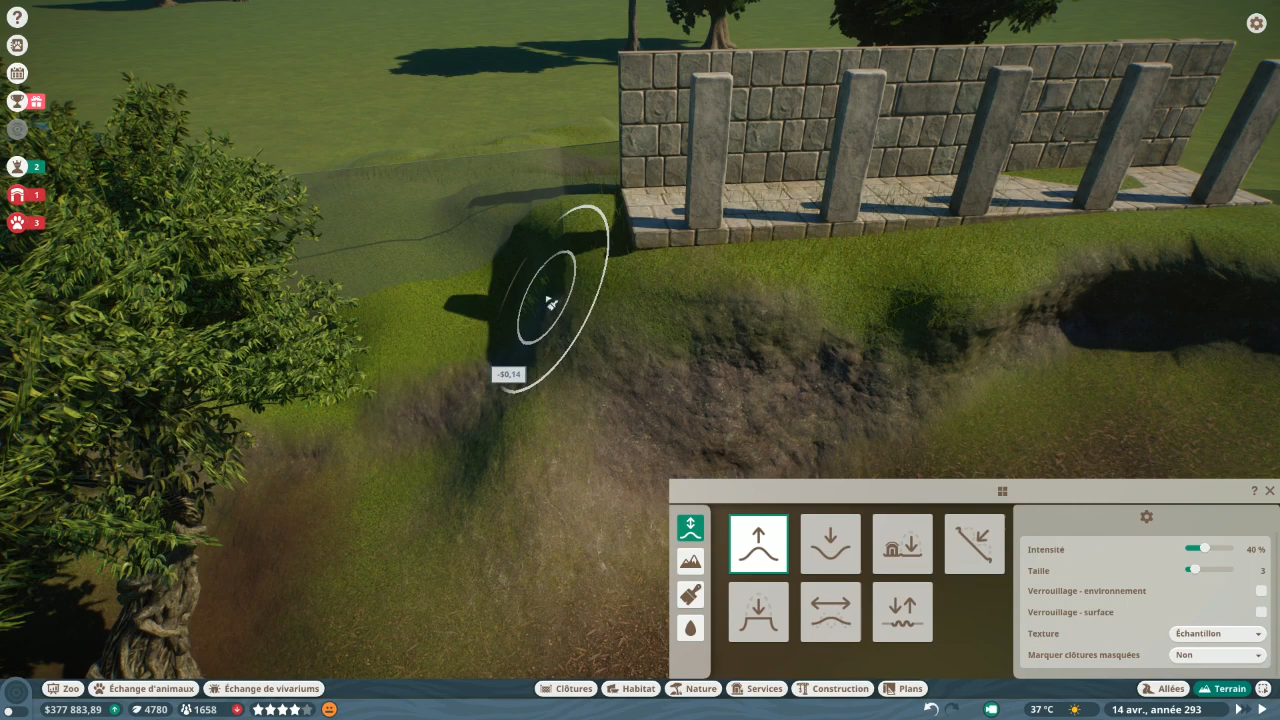 ?
2
1
3
-$0,14
?
Intensité 40 %
Taille 3
Verrouillage - environnement
Verrouillage - surface
Texture Échantillon
Marquer clôtures masquées Non
Zoo Échange d'animaux Échange de vivariums Clôtures Habitat Nature Services Construction Plans Allées Terrain
$377 883,89 4780 1658 37 °C 14 avr., année 293